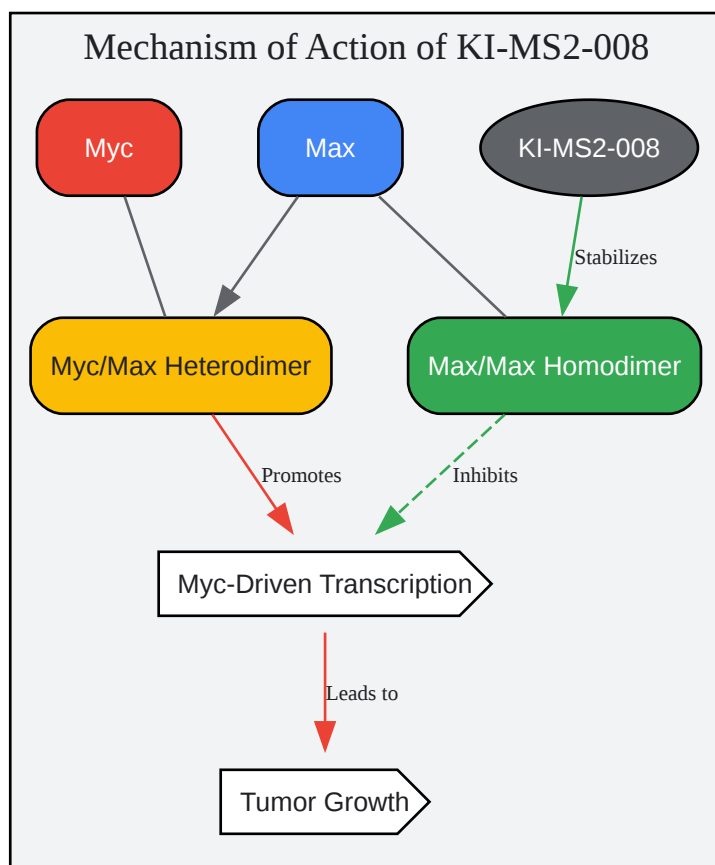 Mechanism of Action of KI-MS2-008
Myc
Max
KI-MS2-008
Stabilizes
Myc/Max Heterodimer
Max/Max Homodimer
Promotes
Inhibits
Myc-Driven Transcription
Leads to
Tumor Growth